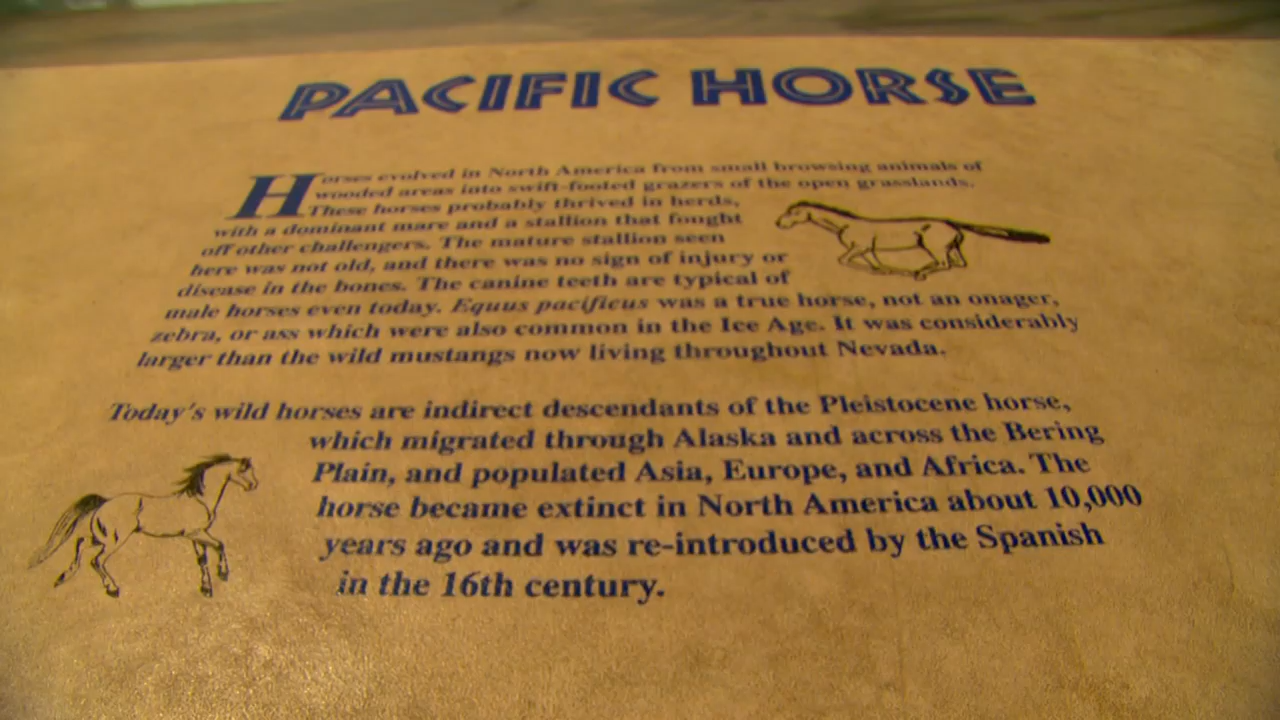 PACIFIC HORSE
Horses evolved in North America from small browsing animals of
wooded areas into swift-footed grazers of the open grasslands.
These horses probably thrived in herds,
with a dominant mare and a stallion that fought
off other challengers. The mature stallion seen
here was not old, and there was no sign of injury or
disease in the bones. The canine teeth are typical of
male horses even today. Equus pacificus was a true horse, not an onager,
zebra, or ass which were also common in the Ice Age. It was considerably
larger than the wild mustangs now living throughout Nevada.
Today's wild horses are indirect descendants of the Pleistocene horse,
which migrated through Alaska and across the Bering
Plain, and populated Asia, Europe, and Africa. The
horse became extinct in North America about 10,000
years ago and was re-introduced by the Spanish
in the 16th century.